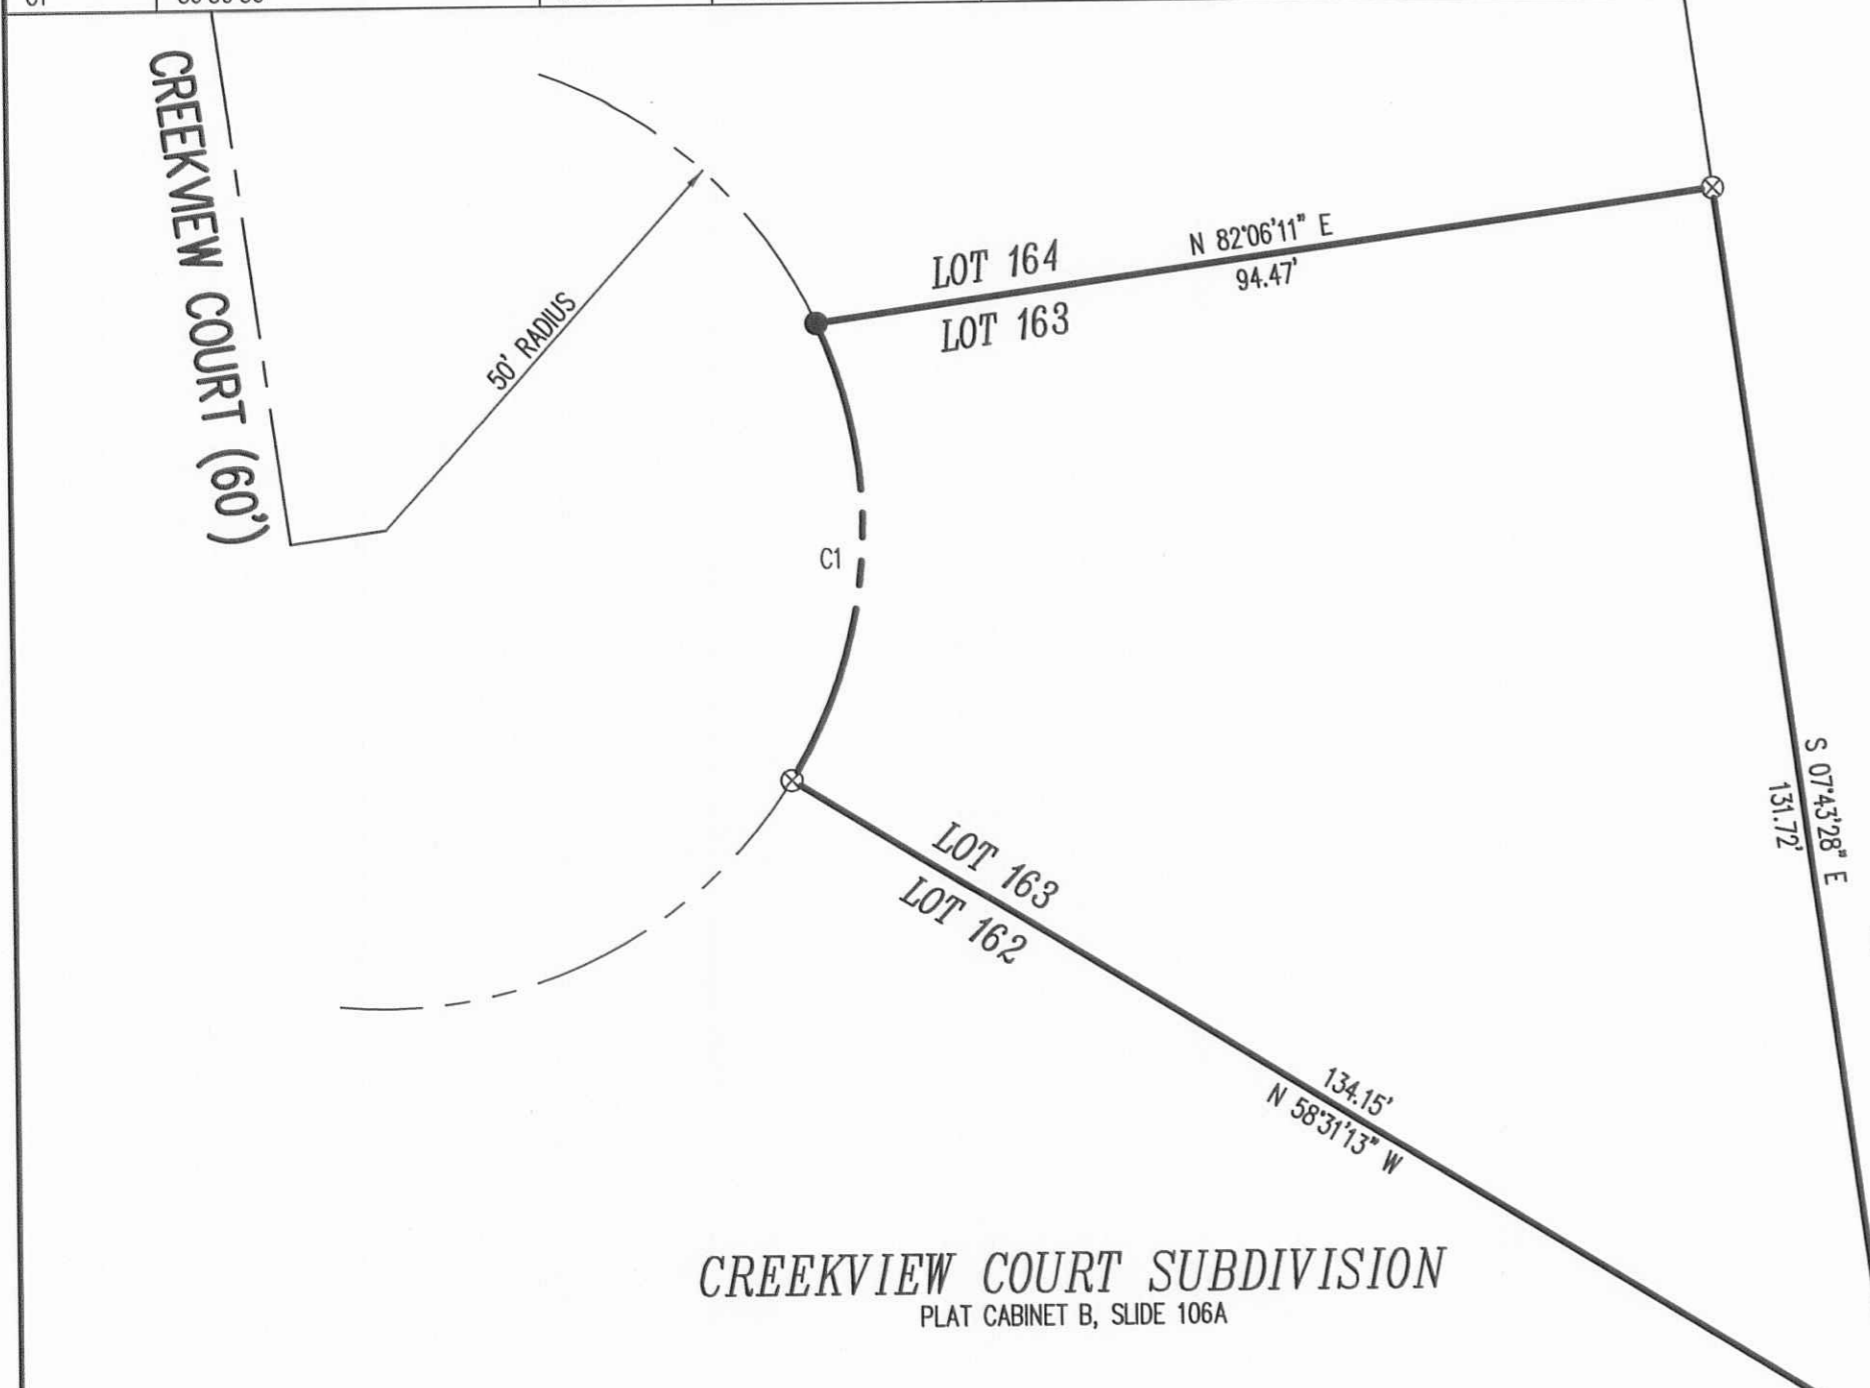 CREEKVIEW COURT (60')
50' RADIUS
LOT 164
LOT 163
N 82°06'11" E
94.47'
C1
S 07°43'28" E
131.72'
LOT 163
LOT 162
134.15'
N 58°31'13" W
CREEKVIEW COURT SUBDIVISION
PLAT CABINET B, SLIDE 106A